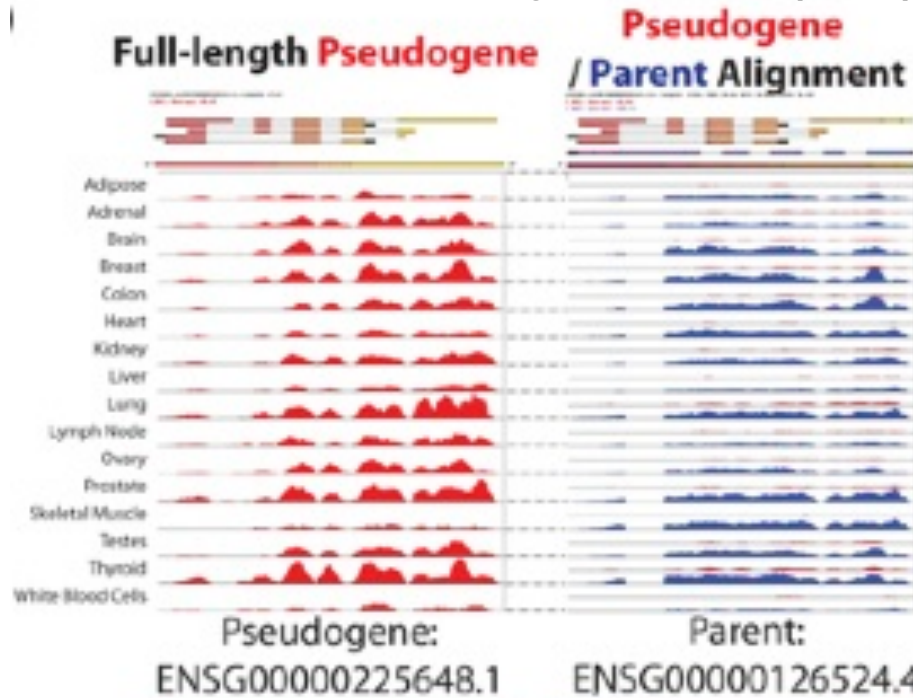 Full-length Pseudogene
Pseudogene
/ Parent Alignment
Adipose
Adrenal
Brain
Breast
Colon
Heart
Kidney
Liver
Lung
Lymph Node
Ovary
Prostate
Skeletal Muscle
Testes
Thyroid
White Blood Cells
Pseudogene:
ENSG00000225648.1
Parent:
ENSG00000126524.4